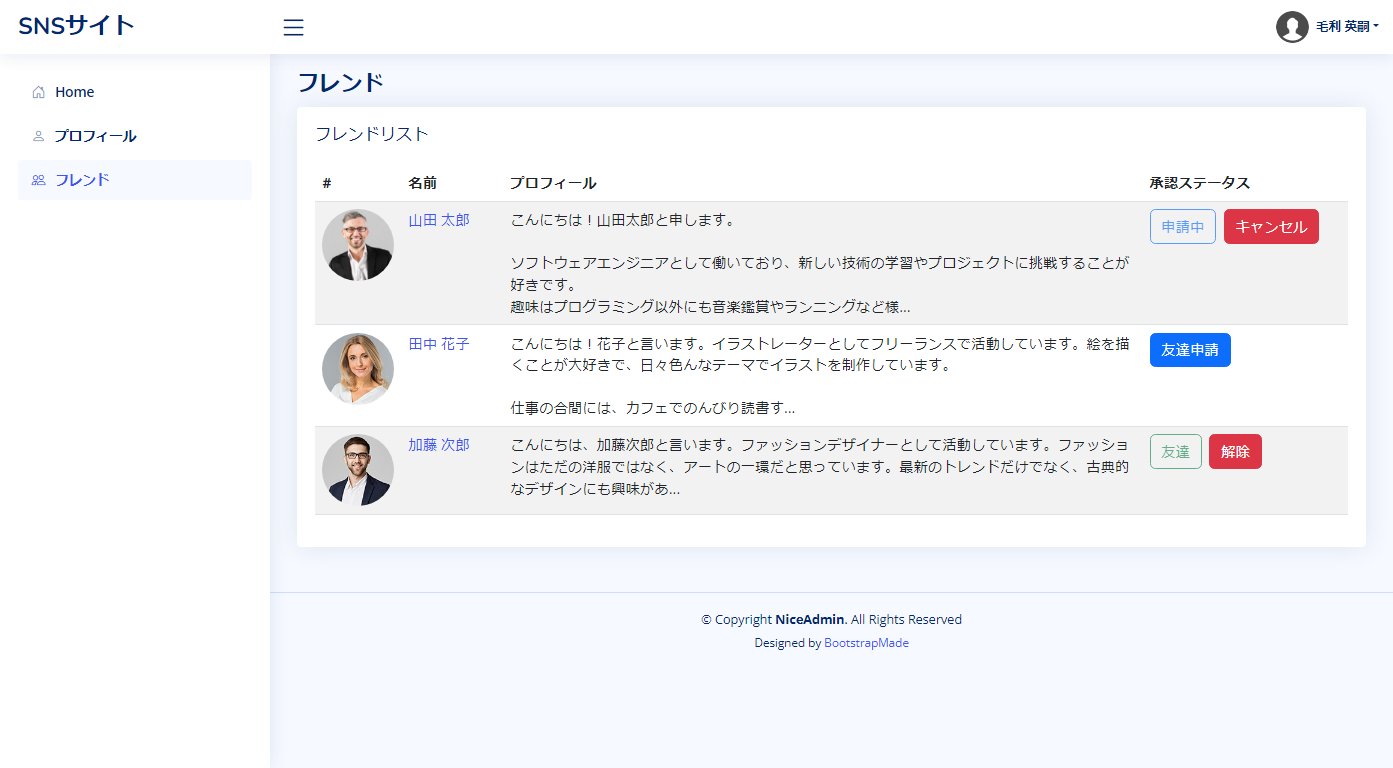 SNSサイト
毛利 英嗣
Home
プロフィール
フレンド
フレンド
フレンドリスト
# 名前 プロフィール 承認ステータス
山田 太郎 こんにちは！山田太郎と申します。 申請中 キャンセル
ソフトウェアエンジニアとして働いており、新しい技術の学習やプロジェクトに挑戦することが
好きです。
趣味はプログラミング以外にも音楽鑑賞やランニングなど様...
田中 花子 こんにちは！花子と言います。イラストレーターとしてフリーランスで活動しています。絵を描 友達申請
くことが大好きで、日々色んなテーマでイラストを制作しています。
仕事の合間には、カフェでのんびり読書す...
加藤 次郎 こんにちは、加藤次郎と言います。ファッションデザイナーとして活動しています。ファッショ 友達 解除
ンはただの洋服ではなく、アートの一環だと思っています。最新のトレンドだけでなく、古典的
なデザインにも興味があ...
© Copyright NiceAdmin. All Rights Reserved
Designed by BootstrapMade